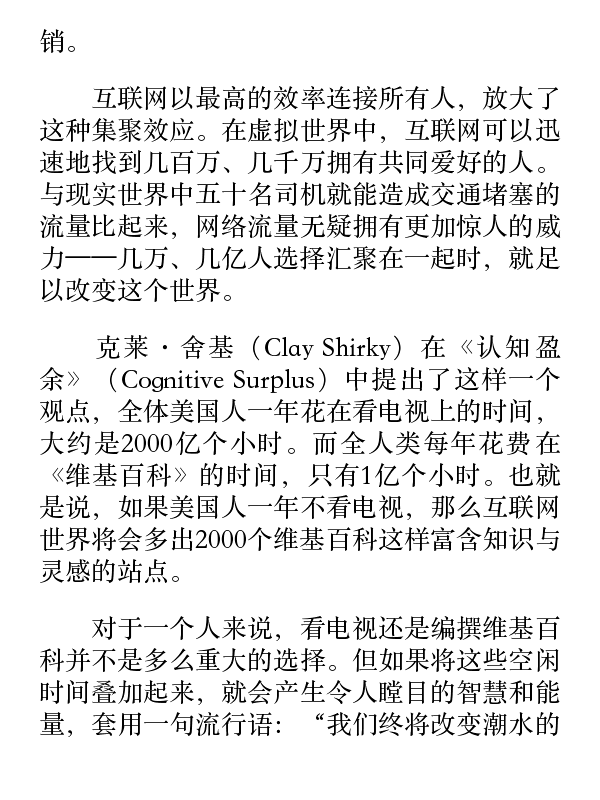 销。
互联网以最高的效率连接所有人，放大了
这种集聚效应。在虚拟世界中，互联网可以迅
速地找到几百万、几千万拥有共同爱好的人。
与现实世界中五十名司机就能造成交通堵塞的
流量比起来，网络流量无疑拥有更加惊人的威
力——几万、几亿人选择汇聚在一起时，就足
以改变这个世界。
克莱·舍基（Clay Shirky）在《认知盈
余》（Cognitive Surplus）中提出了这样一个
观点，全体美国人一年花在看电视上的时间，
大约是2000亿个小时。而全人类每年花费在
《维基百科》的时间，只有1亿个小时。也就
是说，如果美国人一年不看电视，那么互联网
世界将会多出2000个维基百科这样富含知识与
灵感的站点。
对于一个人来说，看电视还是编撰维基百
科并不是多么重大的选择。但如果将这些空闲
时间叠加起来，就会产生令人瞠目的智慧和能
量，套用一句流行语：“我们终将改变潮水的